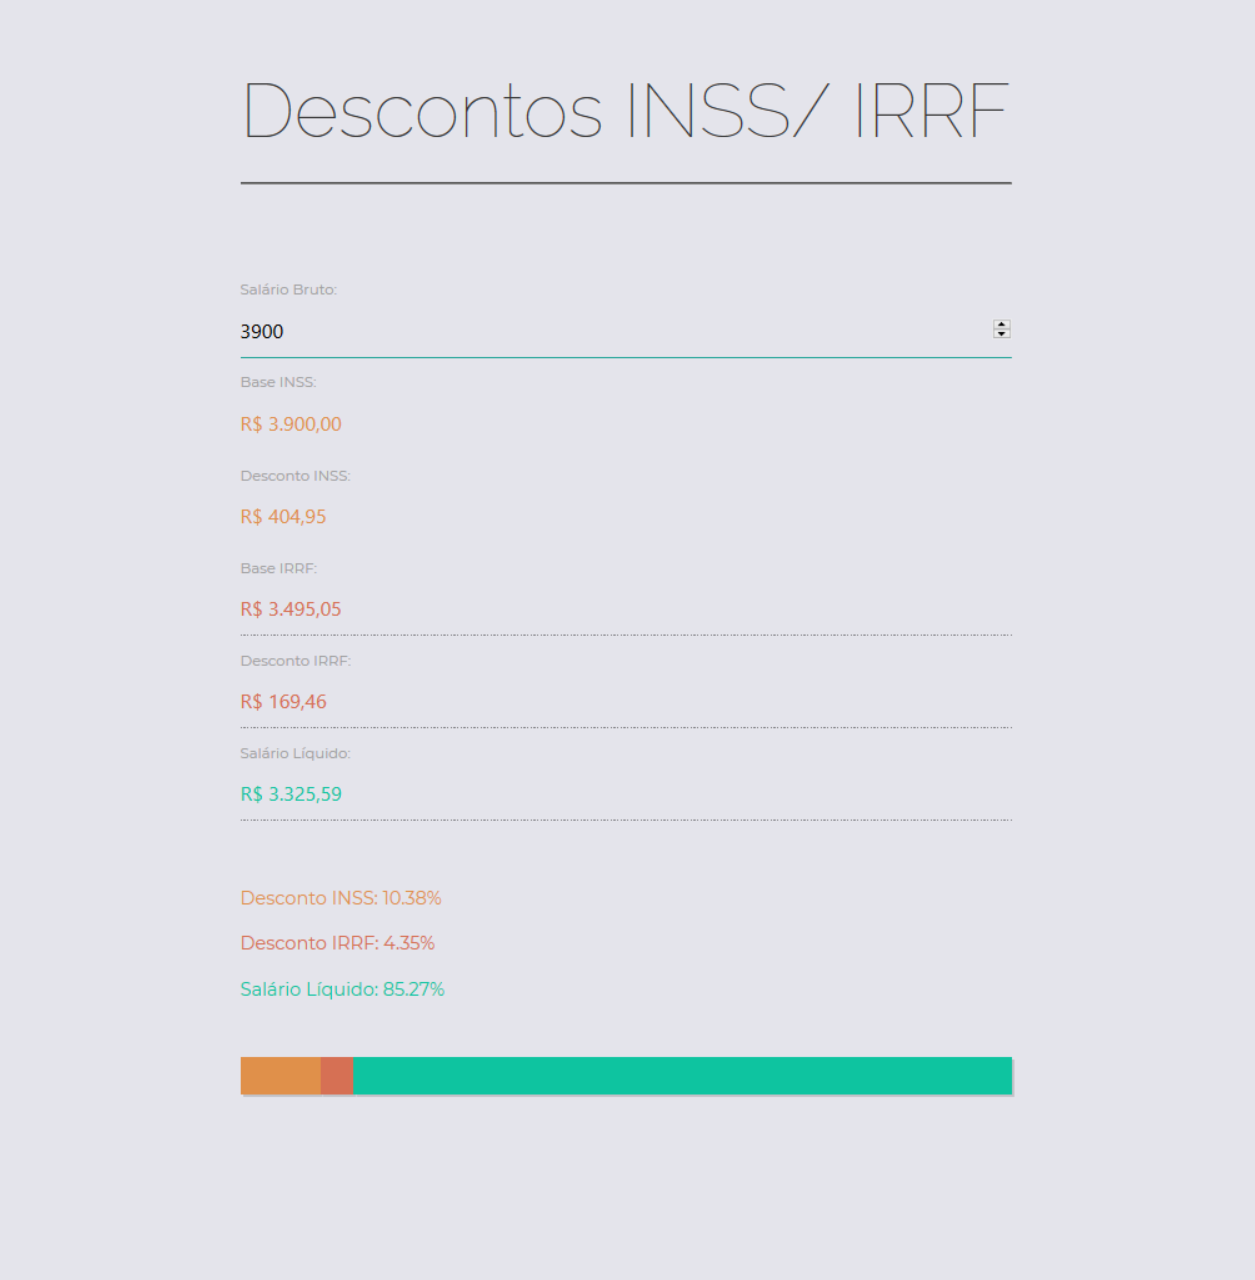 Descontos INSS/ IRRF
Salário Bruto:
3900
Base INSS:
R$ 3.900,00
Desconto INSS:
R$ 404,95
Base IRRF:
R$ 3.495,05
Desconto IRRF:
R$ 169,46
Salário Líquido:
R$ 3.325,59
Desconto INSS: 10.38%
Desconto IRRF: 4.35%
Salário Líquido: 85.27%